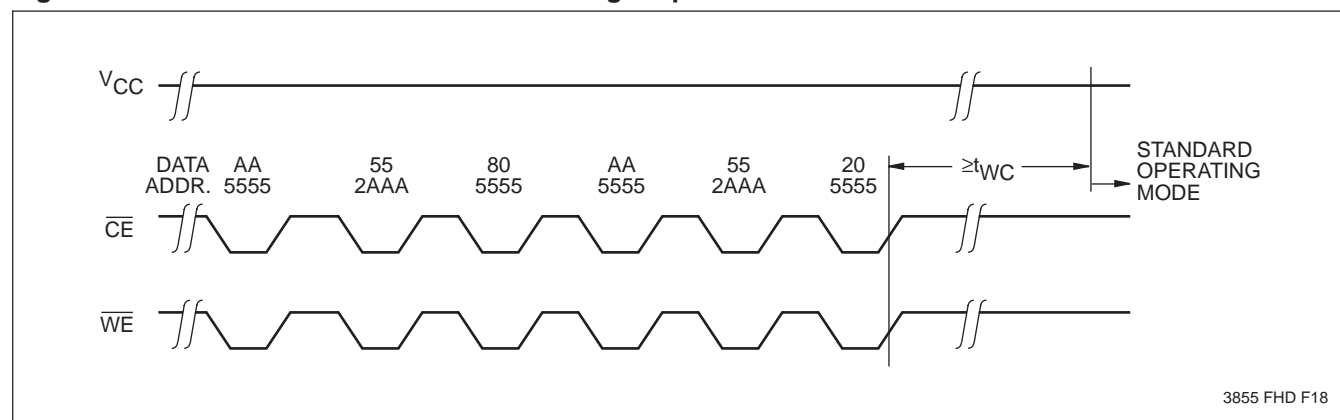 VCC
DATA AA 55 80 AA 55 20
ADDR. 5555 2AAA 5555 5555 2AAA 5555
≥tWC
STANDARD
OPERATING
MODE
CE
WE
3855 FHD F18